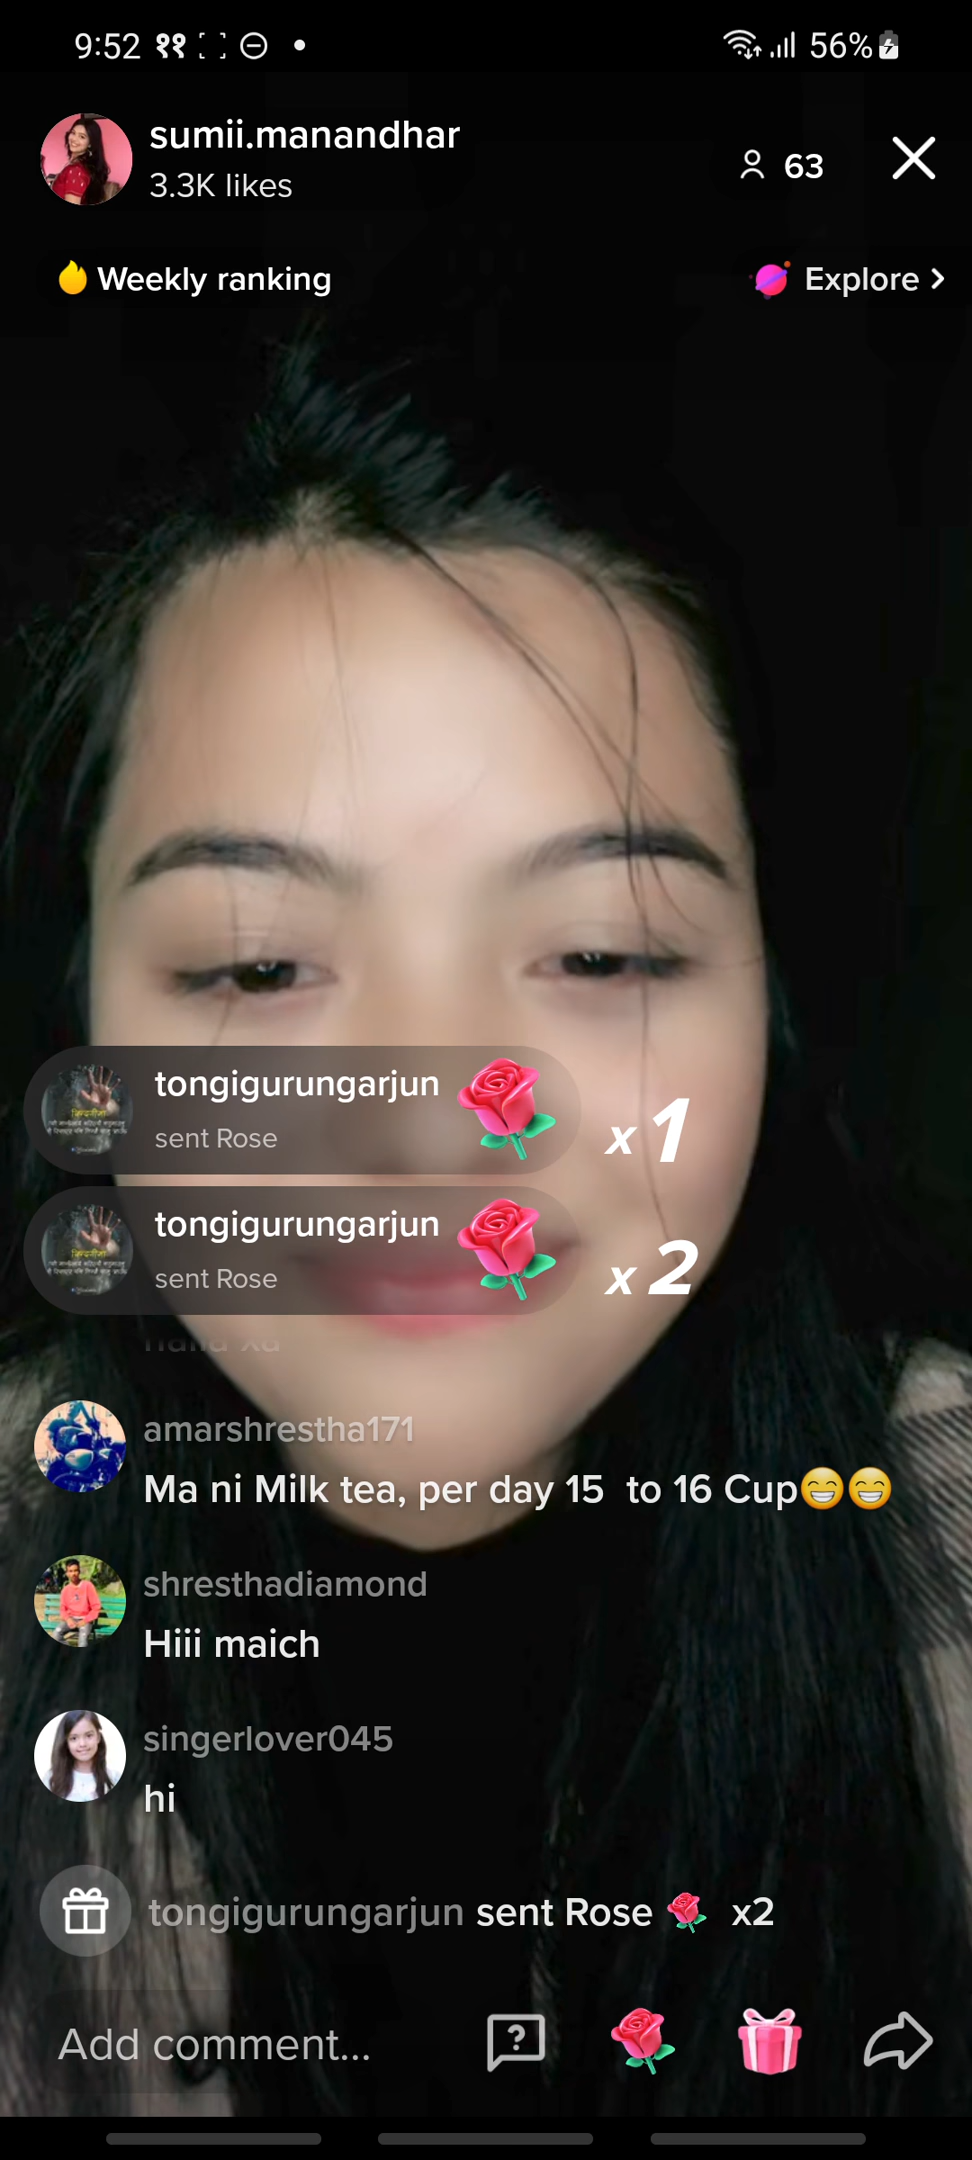 9:52 56%
sumii.manandhar
3.3K likes
63
Weekly ranking
Explore
tongigurungarjun
sent Rose
x 1
tongigurungarjun
sent Rose
x 2
amarshrestha171
Ma ni Milk tea, per day 15 to 16 Cup😁😁
shresthadiamond
Hiii maich
singerlover045
hi
tongigurungarjun sent Rose 🌹 x2
Add comment...